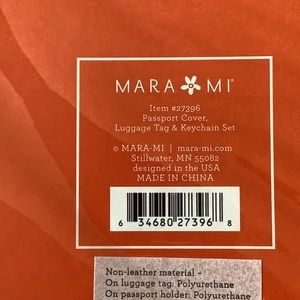 MARA MI®
Item #27396
Passport Cover,
Luggage Tag & Keychain Set
© MARA-MI | mara-mi.com
Stillwater, MN 55082
designed in the USA
MADE IN CHINA
6 34680 27396 8
Non-leather material –
On luggage tag: Polyurethane
On passport holder: Polyurethane